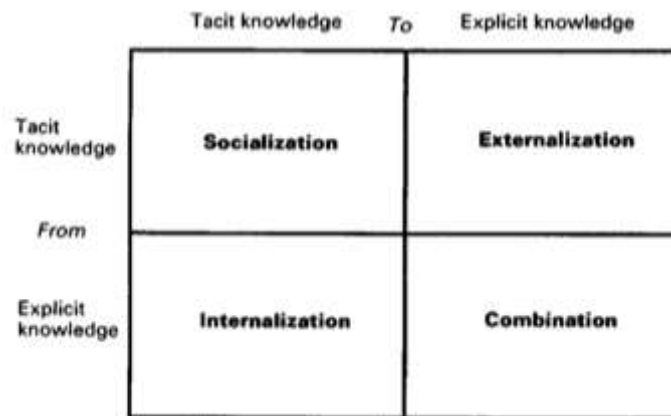 Tacit knowledge To Explicit knowledge
Tacit
knowledge
Socialization Externalization
From
Explicit
knowledge
Internalization Combination